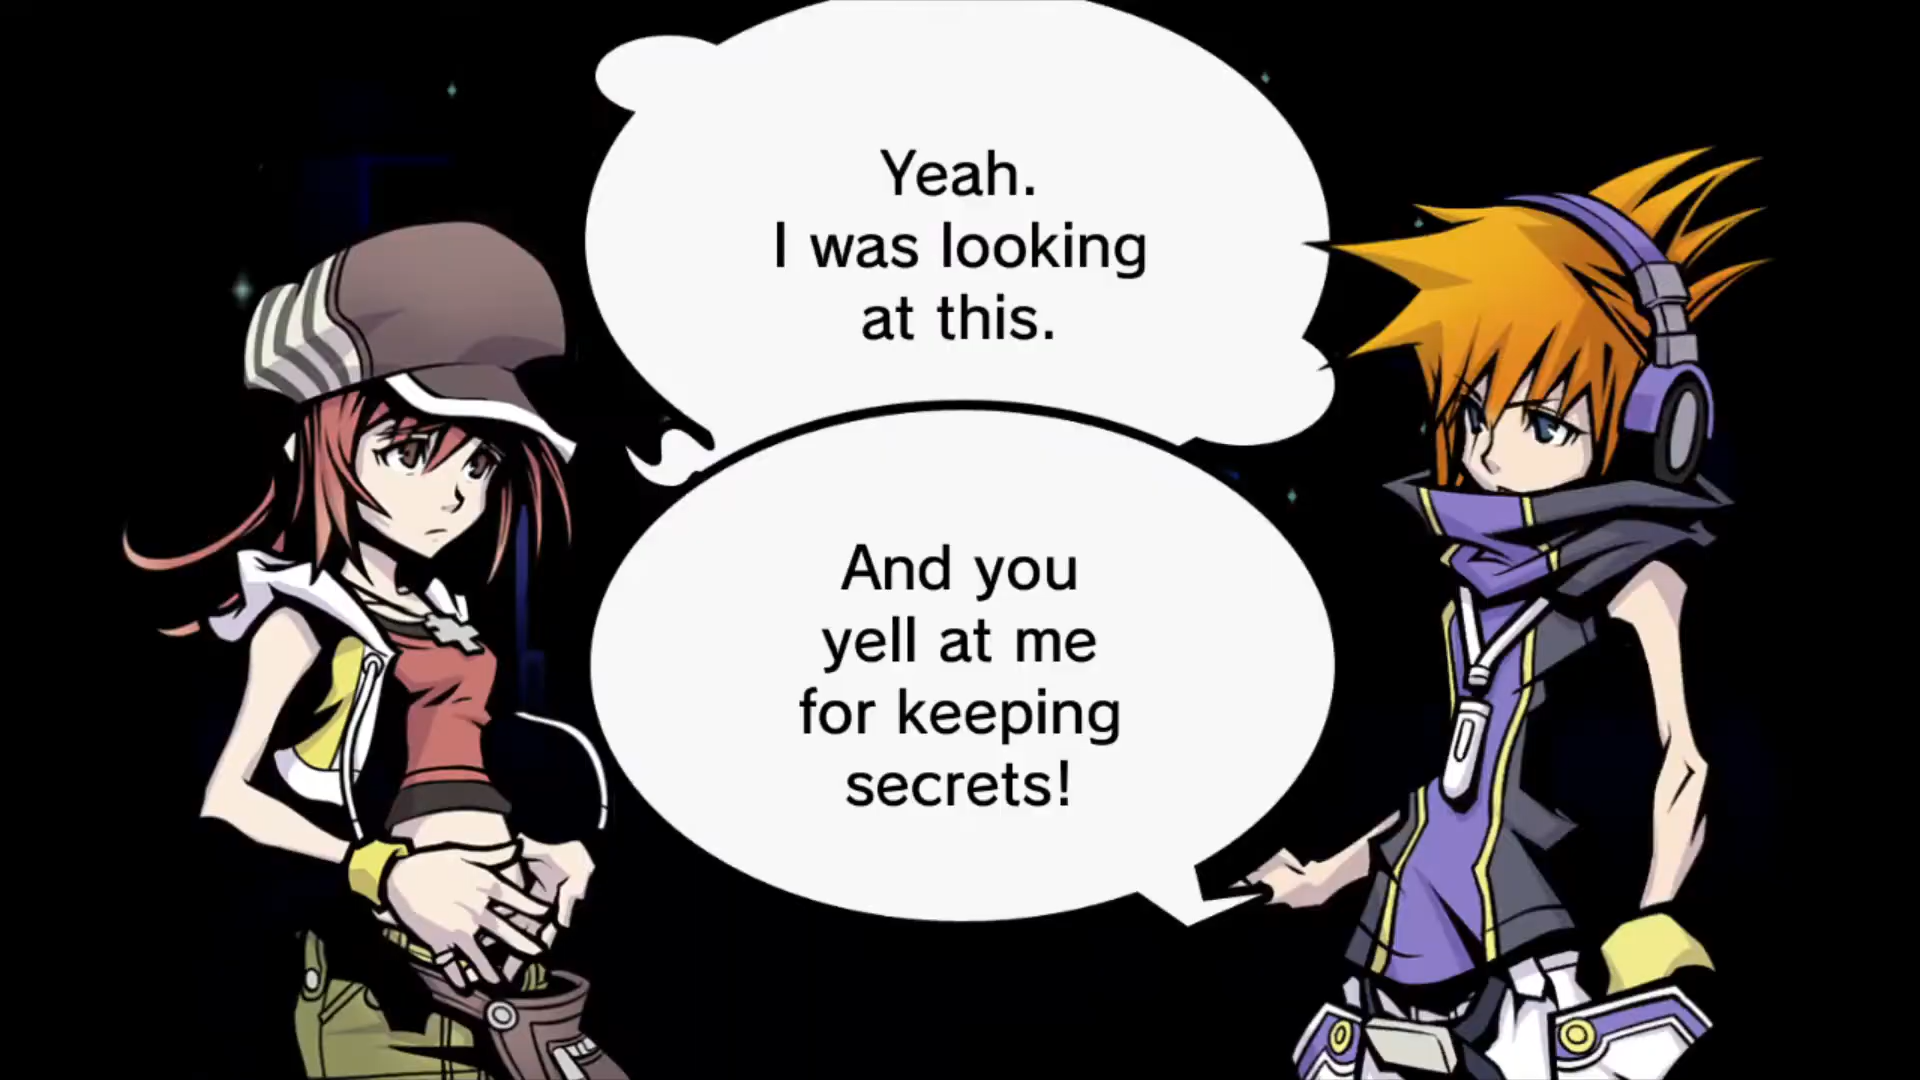 Yeah.
I was looking
at this.
And you
yell at me
for keeping
secrets!